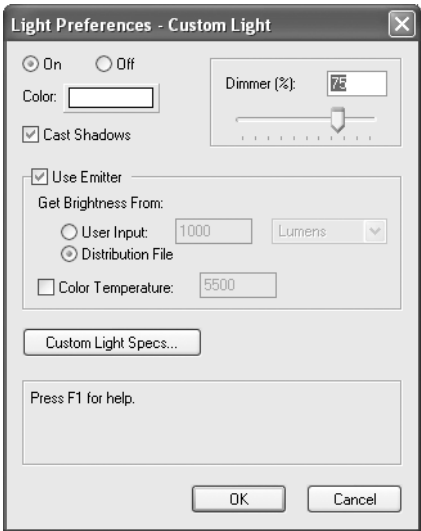 Light Preferences - Custom Light
On Off
Dimmer (%): 75
Color:
Cast Shadows
Use Emitter
Get Brightness From:
User Input: 1000 Lumens
Distribution File
Color Temperature: 5500
Custom Light Specs...
Press F1 for help.
OK Cancel